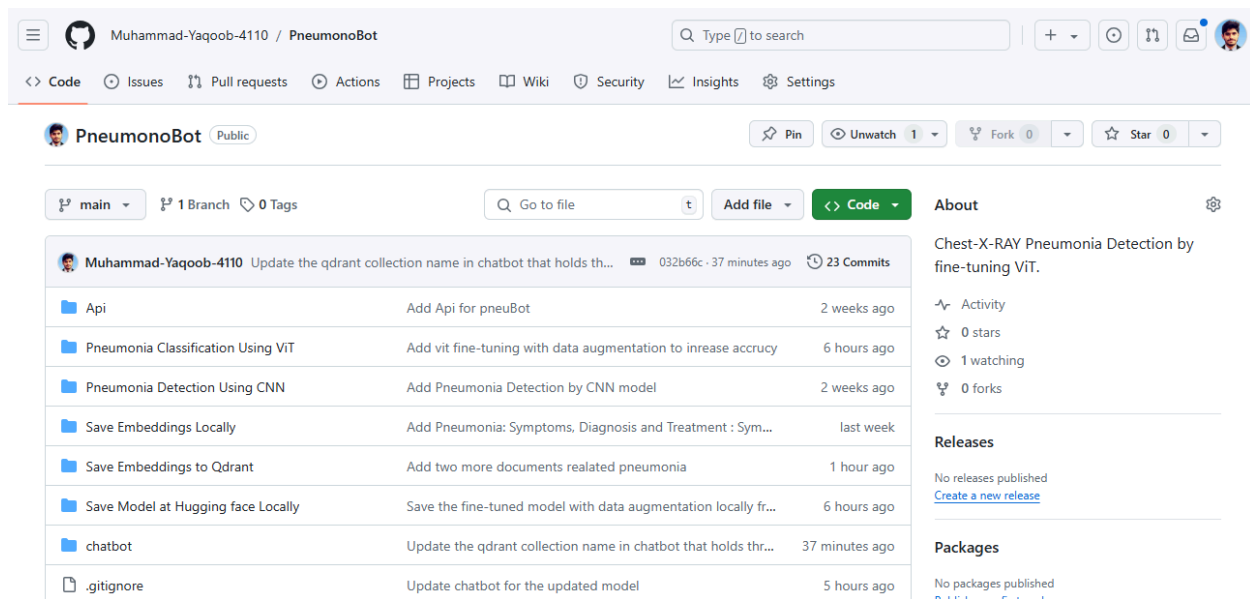 Muhammad-Yaqoob-4110 / PneumonoBot
Type / to search
Code Issues Pull requests Actions Projects Wiki Security Insights Settings
PneumonoBot Public
Pin Unwatch 1 Fork 0 Star 0
main 1 Branch 0 Tags
Go to file t
Add file Code
Muhammad-Yaqoob-4110 Update the qdrant collection name in chatbot that holds th... 032b66c · 37 minutes ago 23 Commits
Api Add Api for pneuBot 2 weeks ago
Pneumonia Classification Using ViT Add vit fine-tuning with data augmentation to inrease accrucy 6 hours ago
Pneumonia Detection Using CNN Add Pneumonia Detection by CNN model 2 weeks ago
Save Embeddings Locally Add Pneumonia: Symptoms, Diagnosis and Treatment : Sym... last week
Save Embeddings to Qdrant Add two more documents realated pneumonia 1 hour ago
Save Model at Hugging face Locally Save the fine-tuned model with data augmentation locally fr... 6 hours ago
chatbot Update the qdrant collection name in chatbot that holds thr... 37 minutes ago
.gitignore Update chatbot for the updated model 5 hours ago
About
Chest-X-RAY Pneumonia Detection by
fine-tuning ViT.
Activity
0 stars
1 watching
0 forks
Releases
No releases published
Create a new release
Packages
No packages published